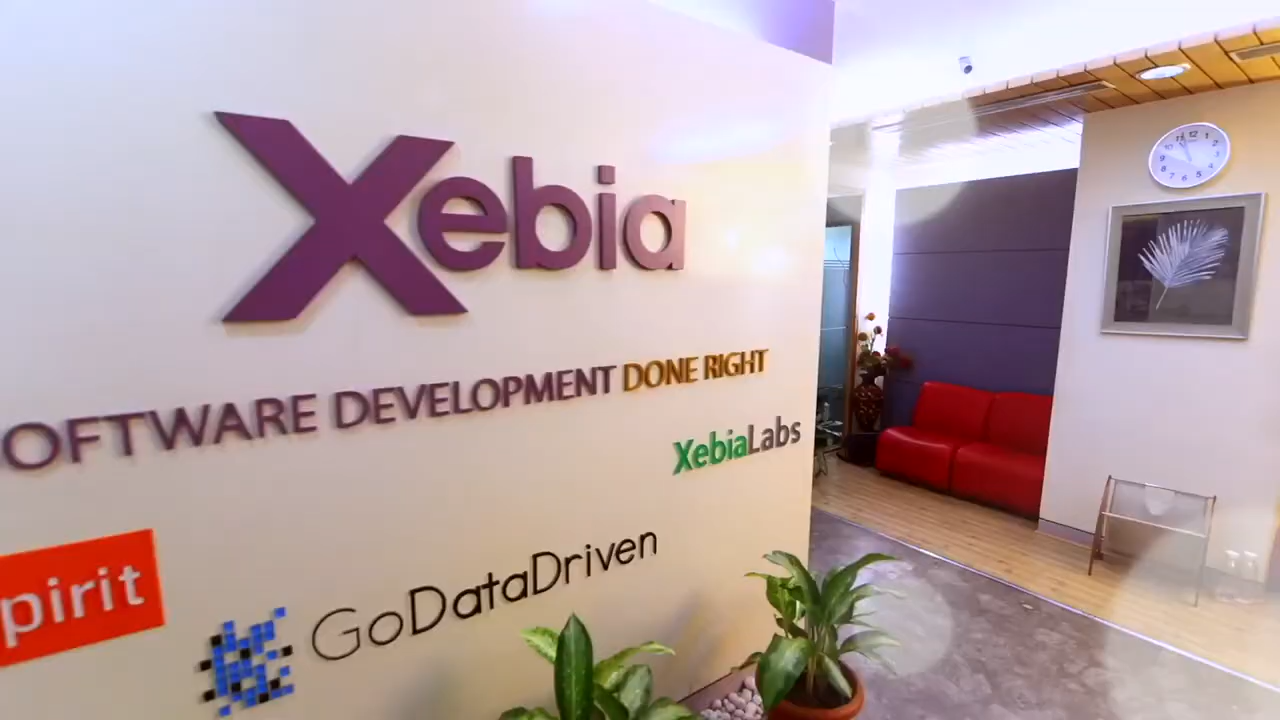 Xebia
OFTWARE DEVELOPMENT DONE RIGHT
XebiaLabs
pirit
GoDataDriven